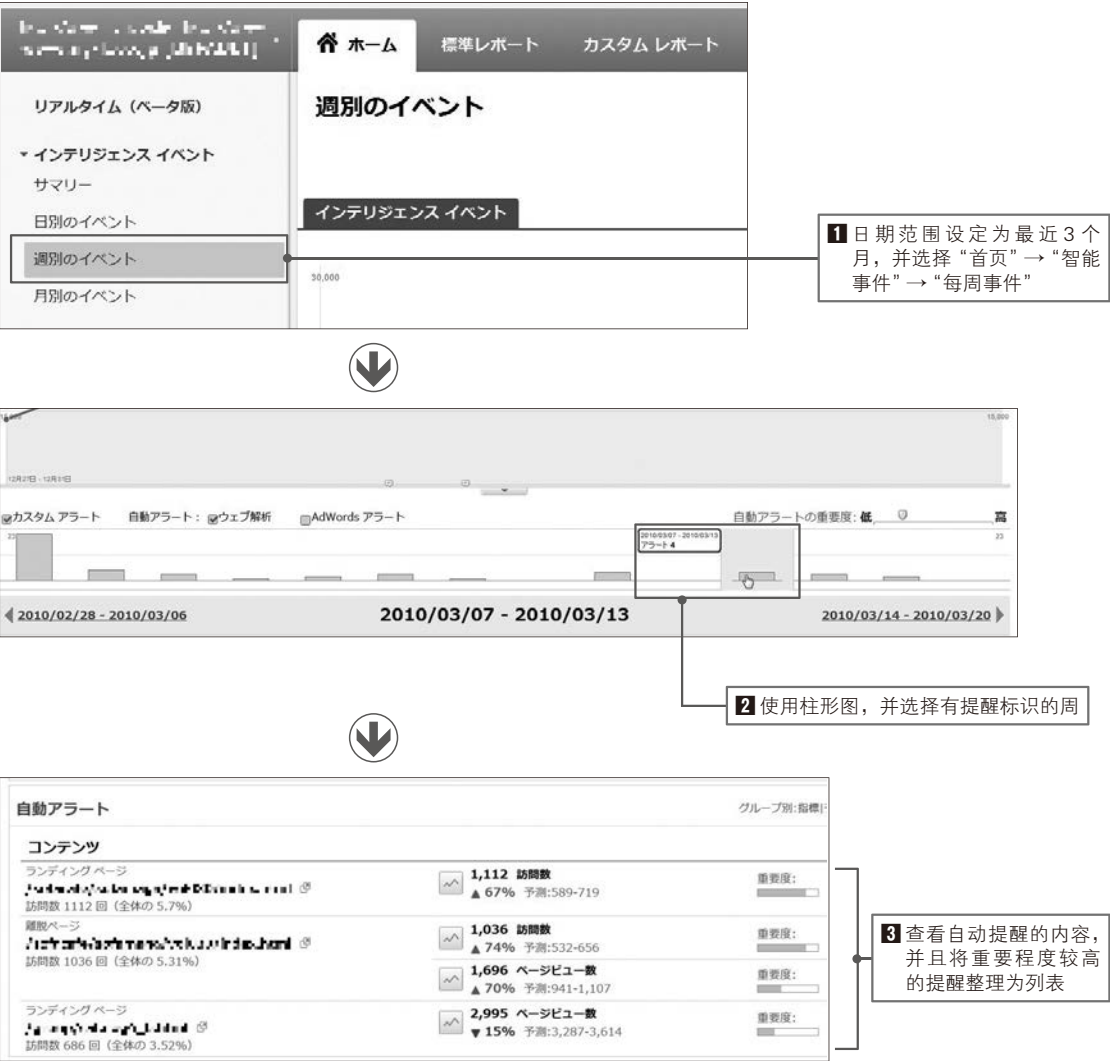 ホーム
標準レポート
カスタム レポート
リアルタイム（ベータ版）
週別のイベント
インテリジェンス イベント
サマリー
日別のイベント
週別のイベント
月別のイベント
インテリジェンス イベント
30,000
1 日期范围设定为最近 3 个
月，并选择 “首页” → “智能
事件” → “每周事件”
15,000
12月27日 - 12月31日
カスタム アラート
自動アラート：
ウェブ解析
AdWords アラート
自動アラートの重要度: 低
高
23
2010/03/07 - 2010/03/13
アラート 4
23
2010/02/28 - 2010/03/06
2010/03/07 - 2010/03/13
2010/03/14 - 2010/03/20
2 使用柱形图，并选择有提醒标识的周
自動アラート
グループ別:指標
コンテンツ
ランディング ページ
訪問数 1112 回（全体の 5.7%）
1,112 訪問数
▲ 67% 予測:589-719
重要度:
離脱ページ
訪問数 1036 回（全体の 5.31%）
1,036 訪問数
▲ 74% 予測:532-656
重要度:
1,696 ページビュー数
▲ 70% 予測:941-1,107
重要度:
ランディング ページ
訪問数 686 回（全体の 3.52%）
2,995 ページビュー数
▼ 15% 予測:3,287-3,614
重要度:
3 查看自动提醒的内容，
并且将重要程度较高
的提醒整理为列表